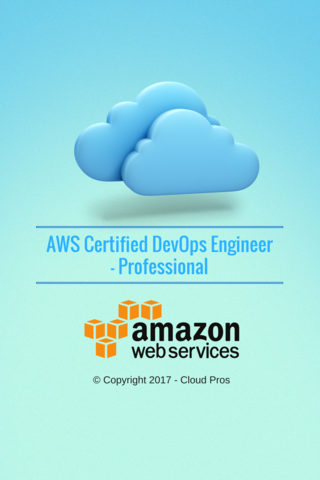 AWS Certified DevOps Engineer
- Professional
amazon
web services
© Copyright 2017 - Cloud Pros